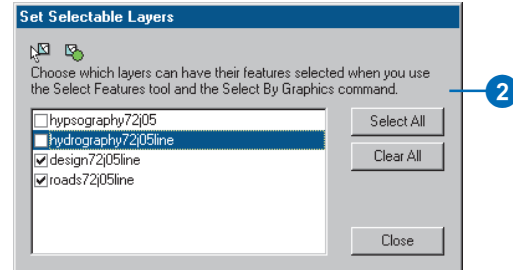 Set Selectable Layers
Choose which layers can have their features selected when you use
the Select Features tool and the Select By Graphics command.
2
hypsography72j05
hydrography72j05line
design72j05line
roads72j05line
Select All
Clear All
Close